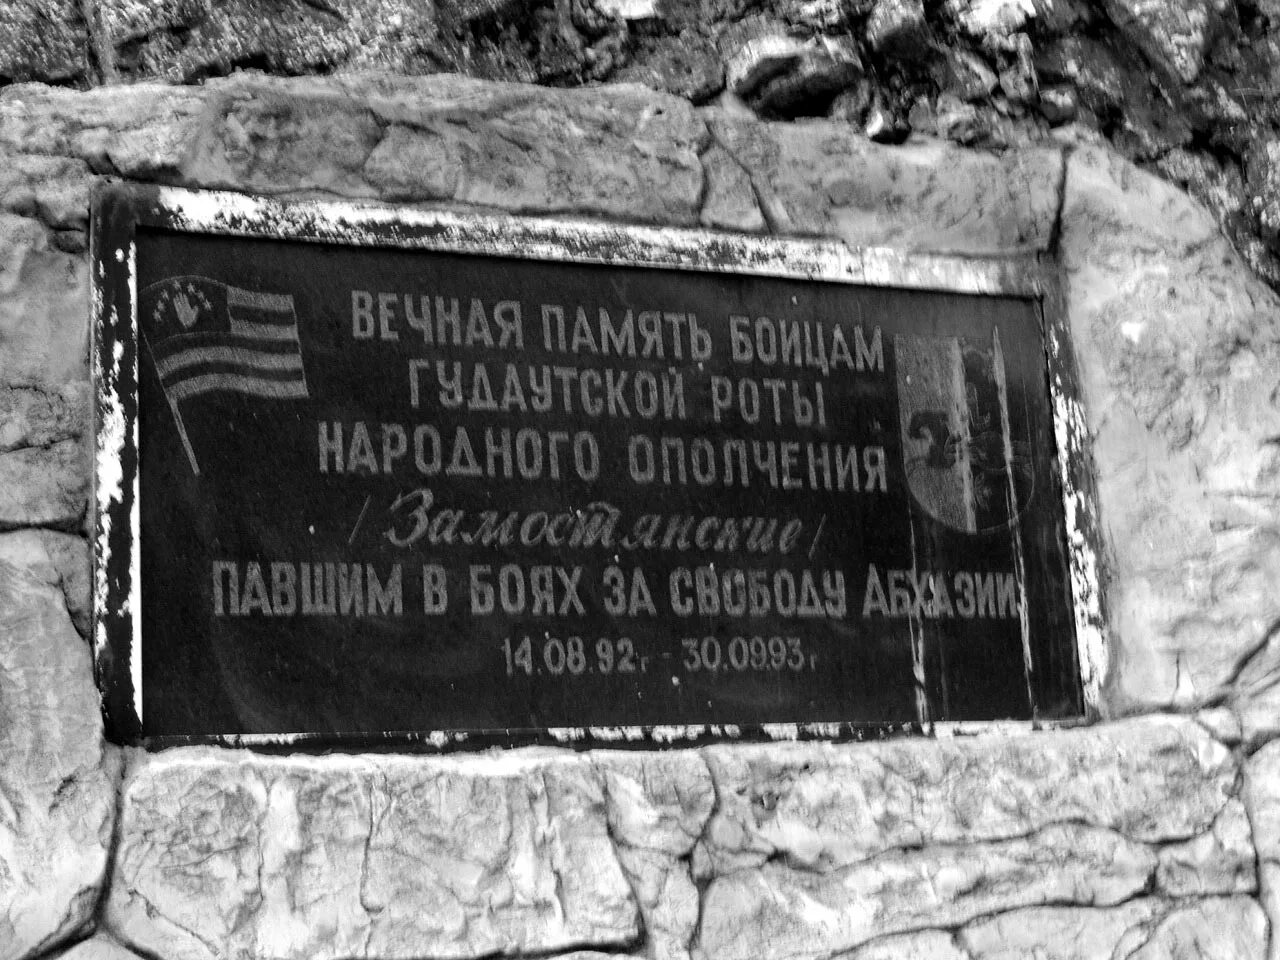 ВЕЧНАЯ ПАМЯТЬ БОЙЦАМ
ГУДАУТСКОЙ РОТЫ
НАРОДНОГО ОПОЛЧЕНИЯ
/Замостянские/
ПАВШИМ В БОЯХ ЗА СВОБОДУ АБХАЗИИ
14.08.92г - 30.0993г